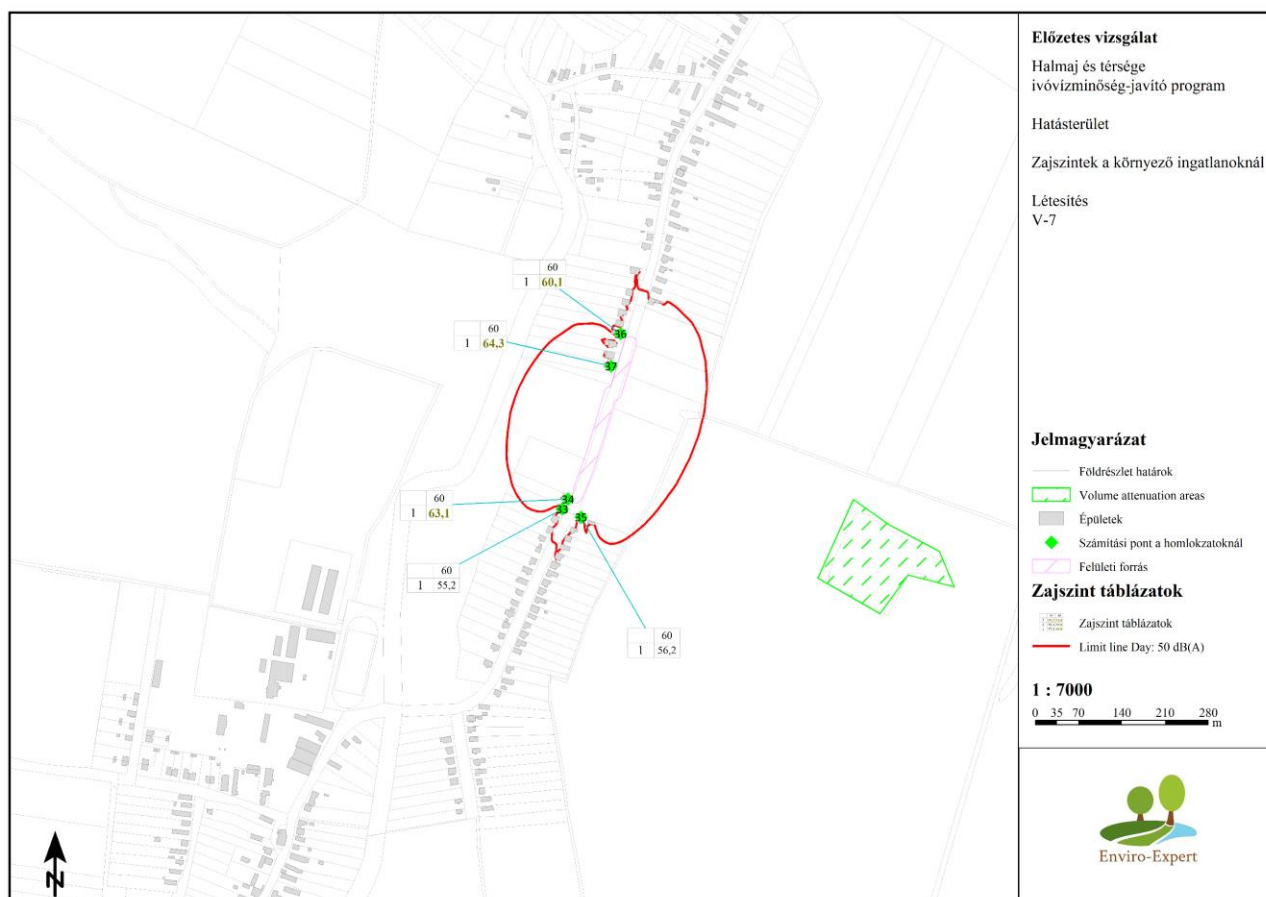 Előzetes vizsgálat
Halmaj és térsége
ivóvízminőség-javító program
Hatásterület
Zajszintek a környező ingatlanoknál
Létesítés
V-7
60
1 60,1
36
60
1 64,3
37
60
1 63,1
34
33
35
60
1 55,2
60
1 56,2
Jelmagyarázat
Földrészlet határok
Volume attenuation areas
Épületek
Számítási pont a homlokzatoknál
Felületi forrás
Zajszint táblázatok
Zajszint táblázatok
Limit line Day: 50 dB(A)
1 : 7000
0 35 70 140 210 280
m
N
Enviro-Expert